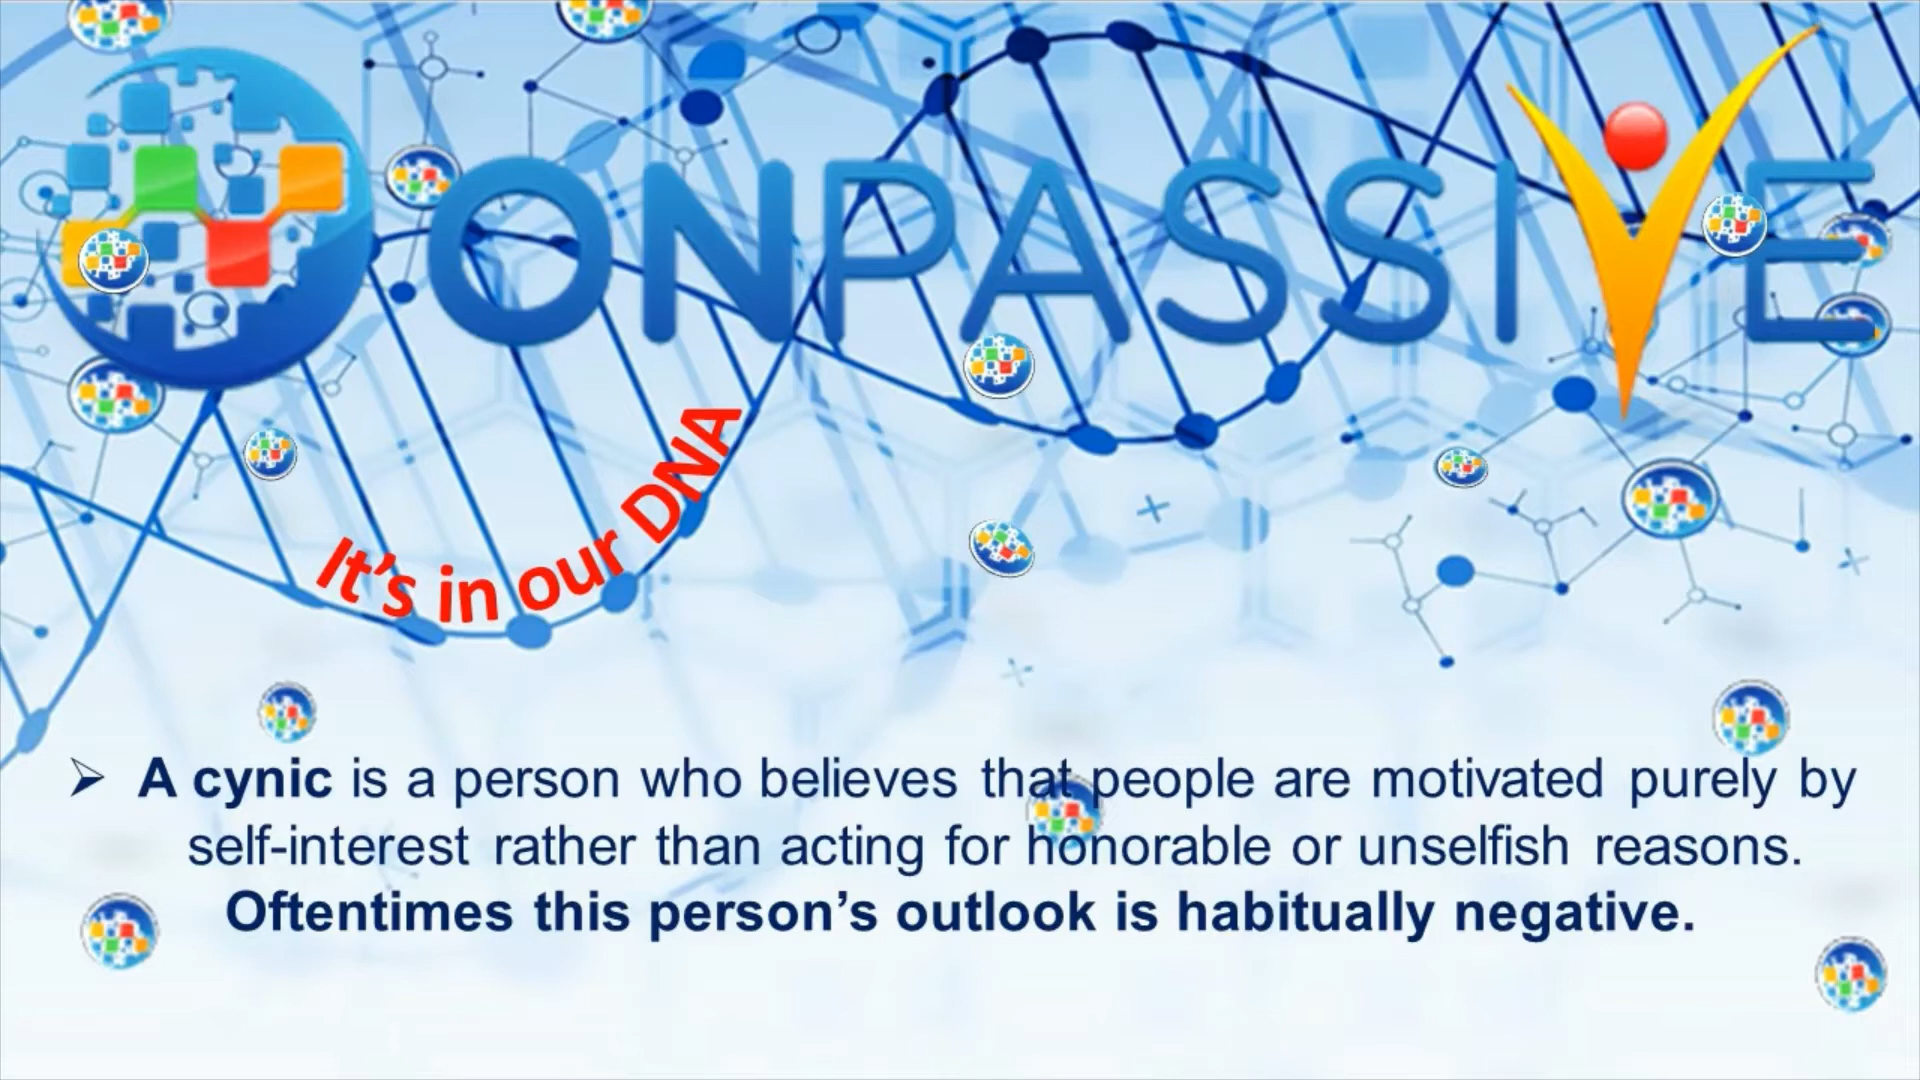 ONPASSIVE
It's in our DNA
➢ A cynic is a person who believes that people are motivated purely by
self-interest rather than acting for honorable or unselfish reasons.
Oftentimes this person’s outlook is habitually negative.